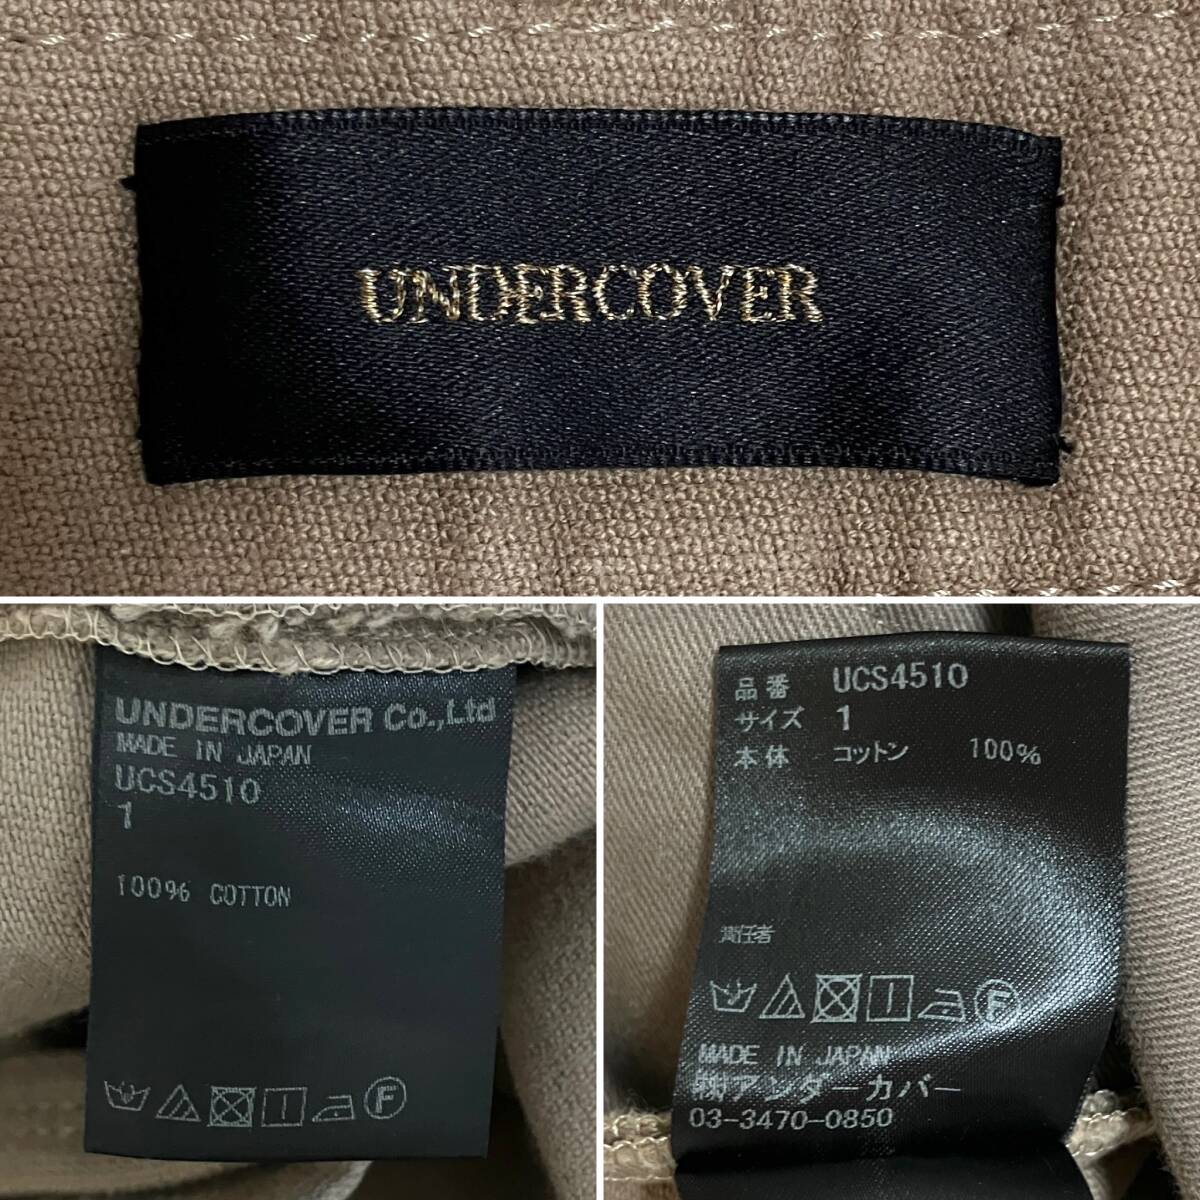 UNDERCOVER
UNDERCOVER Co.,Ltd
MADE IN JAPAN
UCS4510
1
100% COTTON
F
品番 UCS4510
サイズ 1
本体 コットン 100%
責任者
F
MADE IN JAPAN
㈱アンダーカバー
03-3470-0850